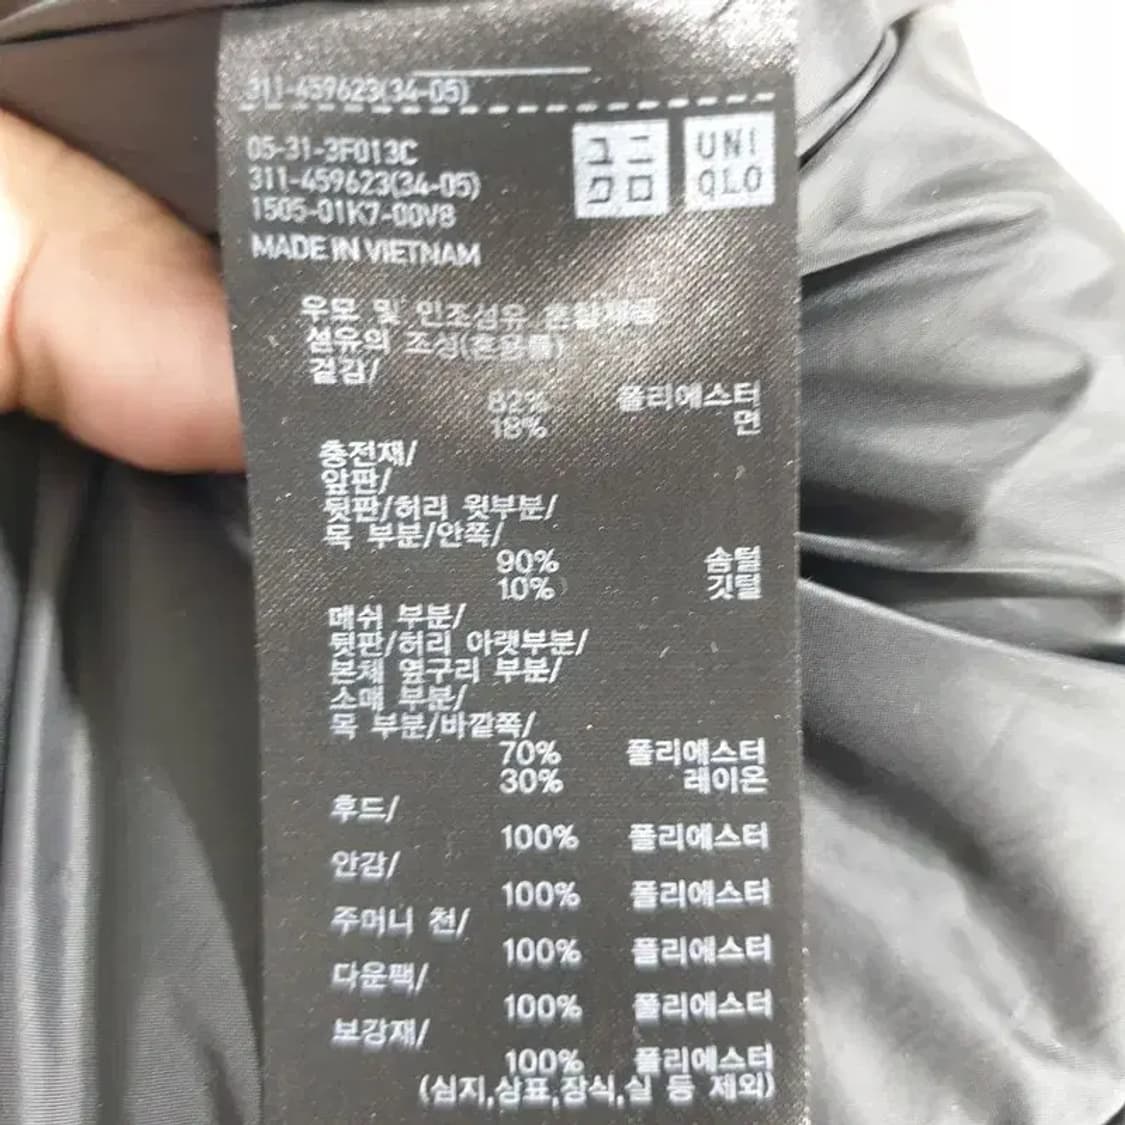 311-459623(34-05)
05-31-3F013C
311-459623(34-05)
1505-01K7-00V8
MADE IN VIETNAM
ユニ
クロ
UNI
QLO
우모 및 인조섬유 혼합제품
섬유의 조성(혼용률)
겉감/
82% 폴리에스터
18% 면
충전재/
앞판/
뒷판/허리 윗부분/
목 부분/안쪽/
90% 솜털
10% 깃털
메쉬 부분/
뒷판/허리 아랫부분/
본체 옆구리 부분/
소매 부분/
목 부분/바깥쪽/
70% 폴리에스터
30% 레이온
후드/
100% 폴리에스터
안감/
100% 폴리에스터
주머니 천/
100% 폴리에스터
다운팩/
100% 폴리에스터
보강재/
100% 폴리에스터
(심지,상표,장식,실 등 제외)